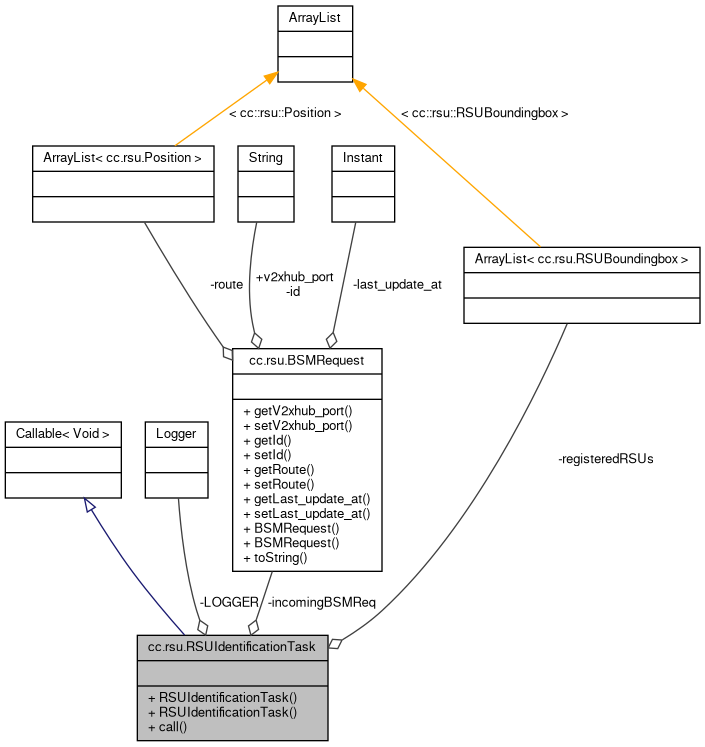 ArrayList
< cc::rsu::Position >
< cc::rsu::RSUBoundingbox >
ArrayList< cc.rsu.Position >
String
Instant
ArrayList< cc.rsu.RSUBoundingbox >
-route
+v2xhub_port
-id
-last_update_at
cc.rsu.BSMRequest
+ getV2xhub_port()
+ setV2xhub_port()
+ getId()
+ setId()
+ getRoute()
+ setRoute()
+ getLast_update_at()
+ setLast_update_at()
+ BSMRequest()
+ BSMRequest()
+ toString()
Callable< Void >
Logger
-registeredRSUs
-LOGGER
-incomingBSMReq
cc.rsu.RSUIdentificationTask
+ RSUIdentificationTask()
+ RSUIdentificationTask()
+ call()